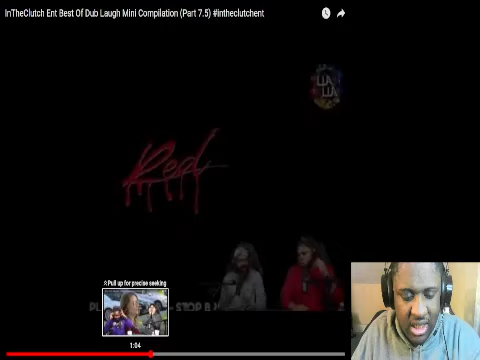 InTheClutch Ent Best Of Dub Laugh Mini Compilation (Part 7.5) #intheclutchent
Red
Pull up for precise seeking
1:04